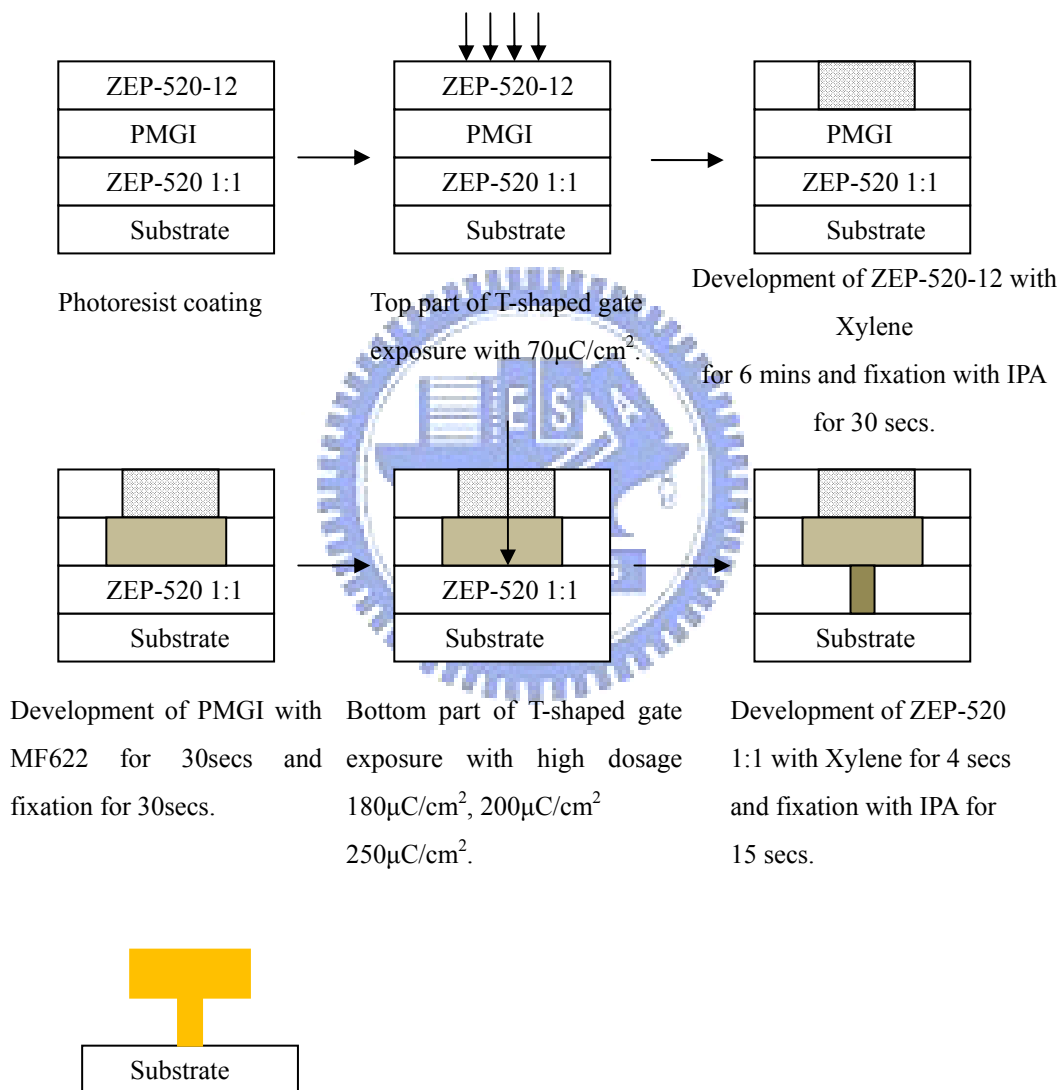 ZEP-520-12
PMGI
ZEP-520 1:1
Substrate
Photoresist coating
ZEP-520-12
PMGI
ZEP-520 1:1
Substrate
Top part of T-shaped gate
exposure with 70μC/cm².
PMGI
ZEP-520 1:1
Substrate
Development of ZEP-520-12 with
Xylene
for 6 mins and fixation with IPA
for 30 secs.
ZEP-520 1:1
Substrate
Development of PMGI with
MF622 for 30secs and
fixation for 30secs.
ESA
ZEP-520 1:1
Substrate
Bottom part of T-shaped gate
exposure with high dosage
180μC/cm², 200μC/cm²
250μC/cm².
Substrate
Development of ZEP-520
1:1 with Xylene for 4 secs
and fixation with IPA for
15 secs.
Substrate